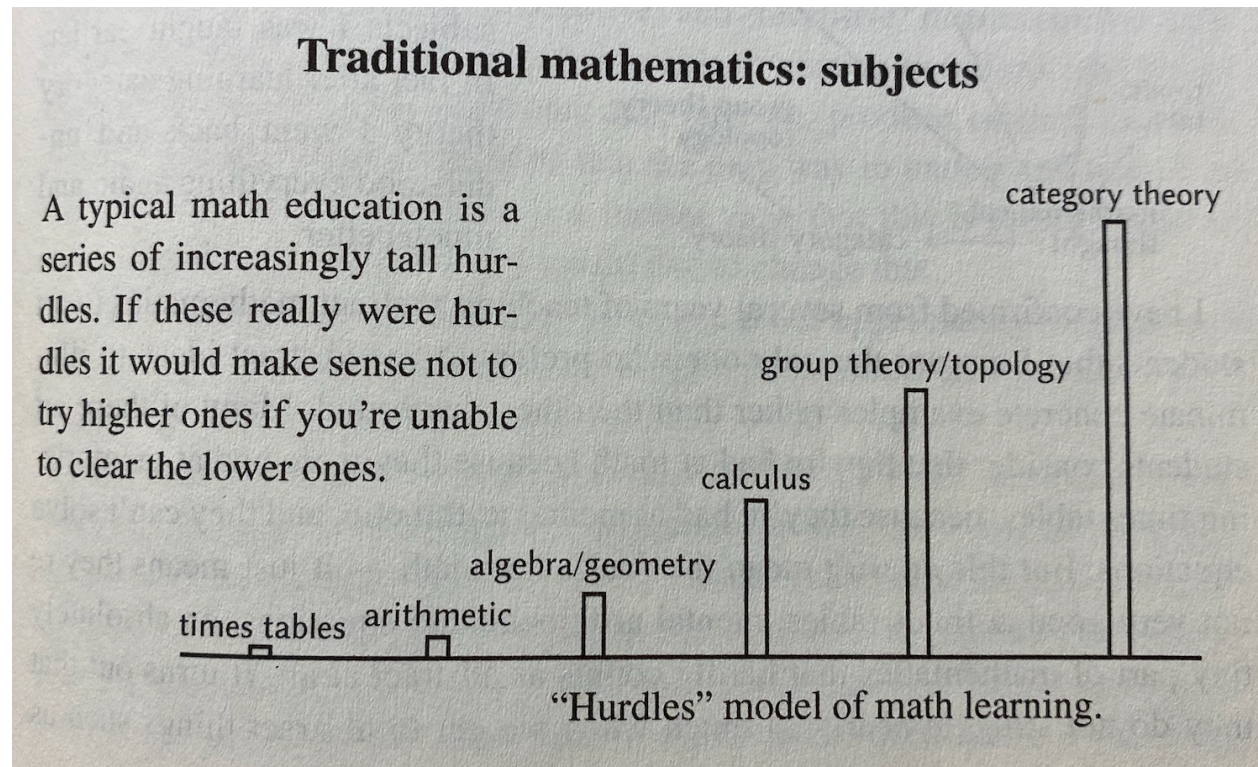 Traditional mathematics: subjects
A typical math education is a
series of increasingly tall hur-
dles. If these really were hur-
dles it would make sense not to
try higher ones if you're unable
to clear the lower ones.
category theory
group theory/topology
calculus
algebra/geometry
arithmetic
times tables
“Hurdles” model of math learning.